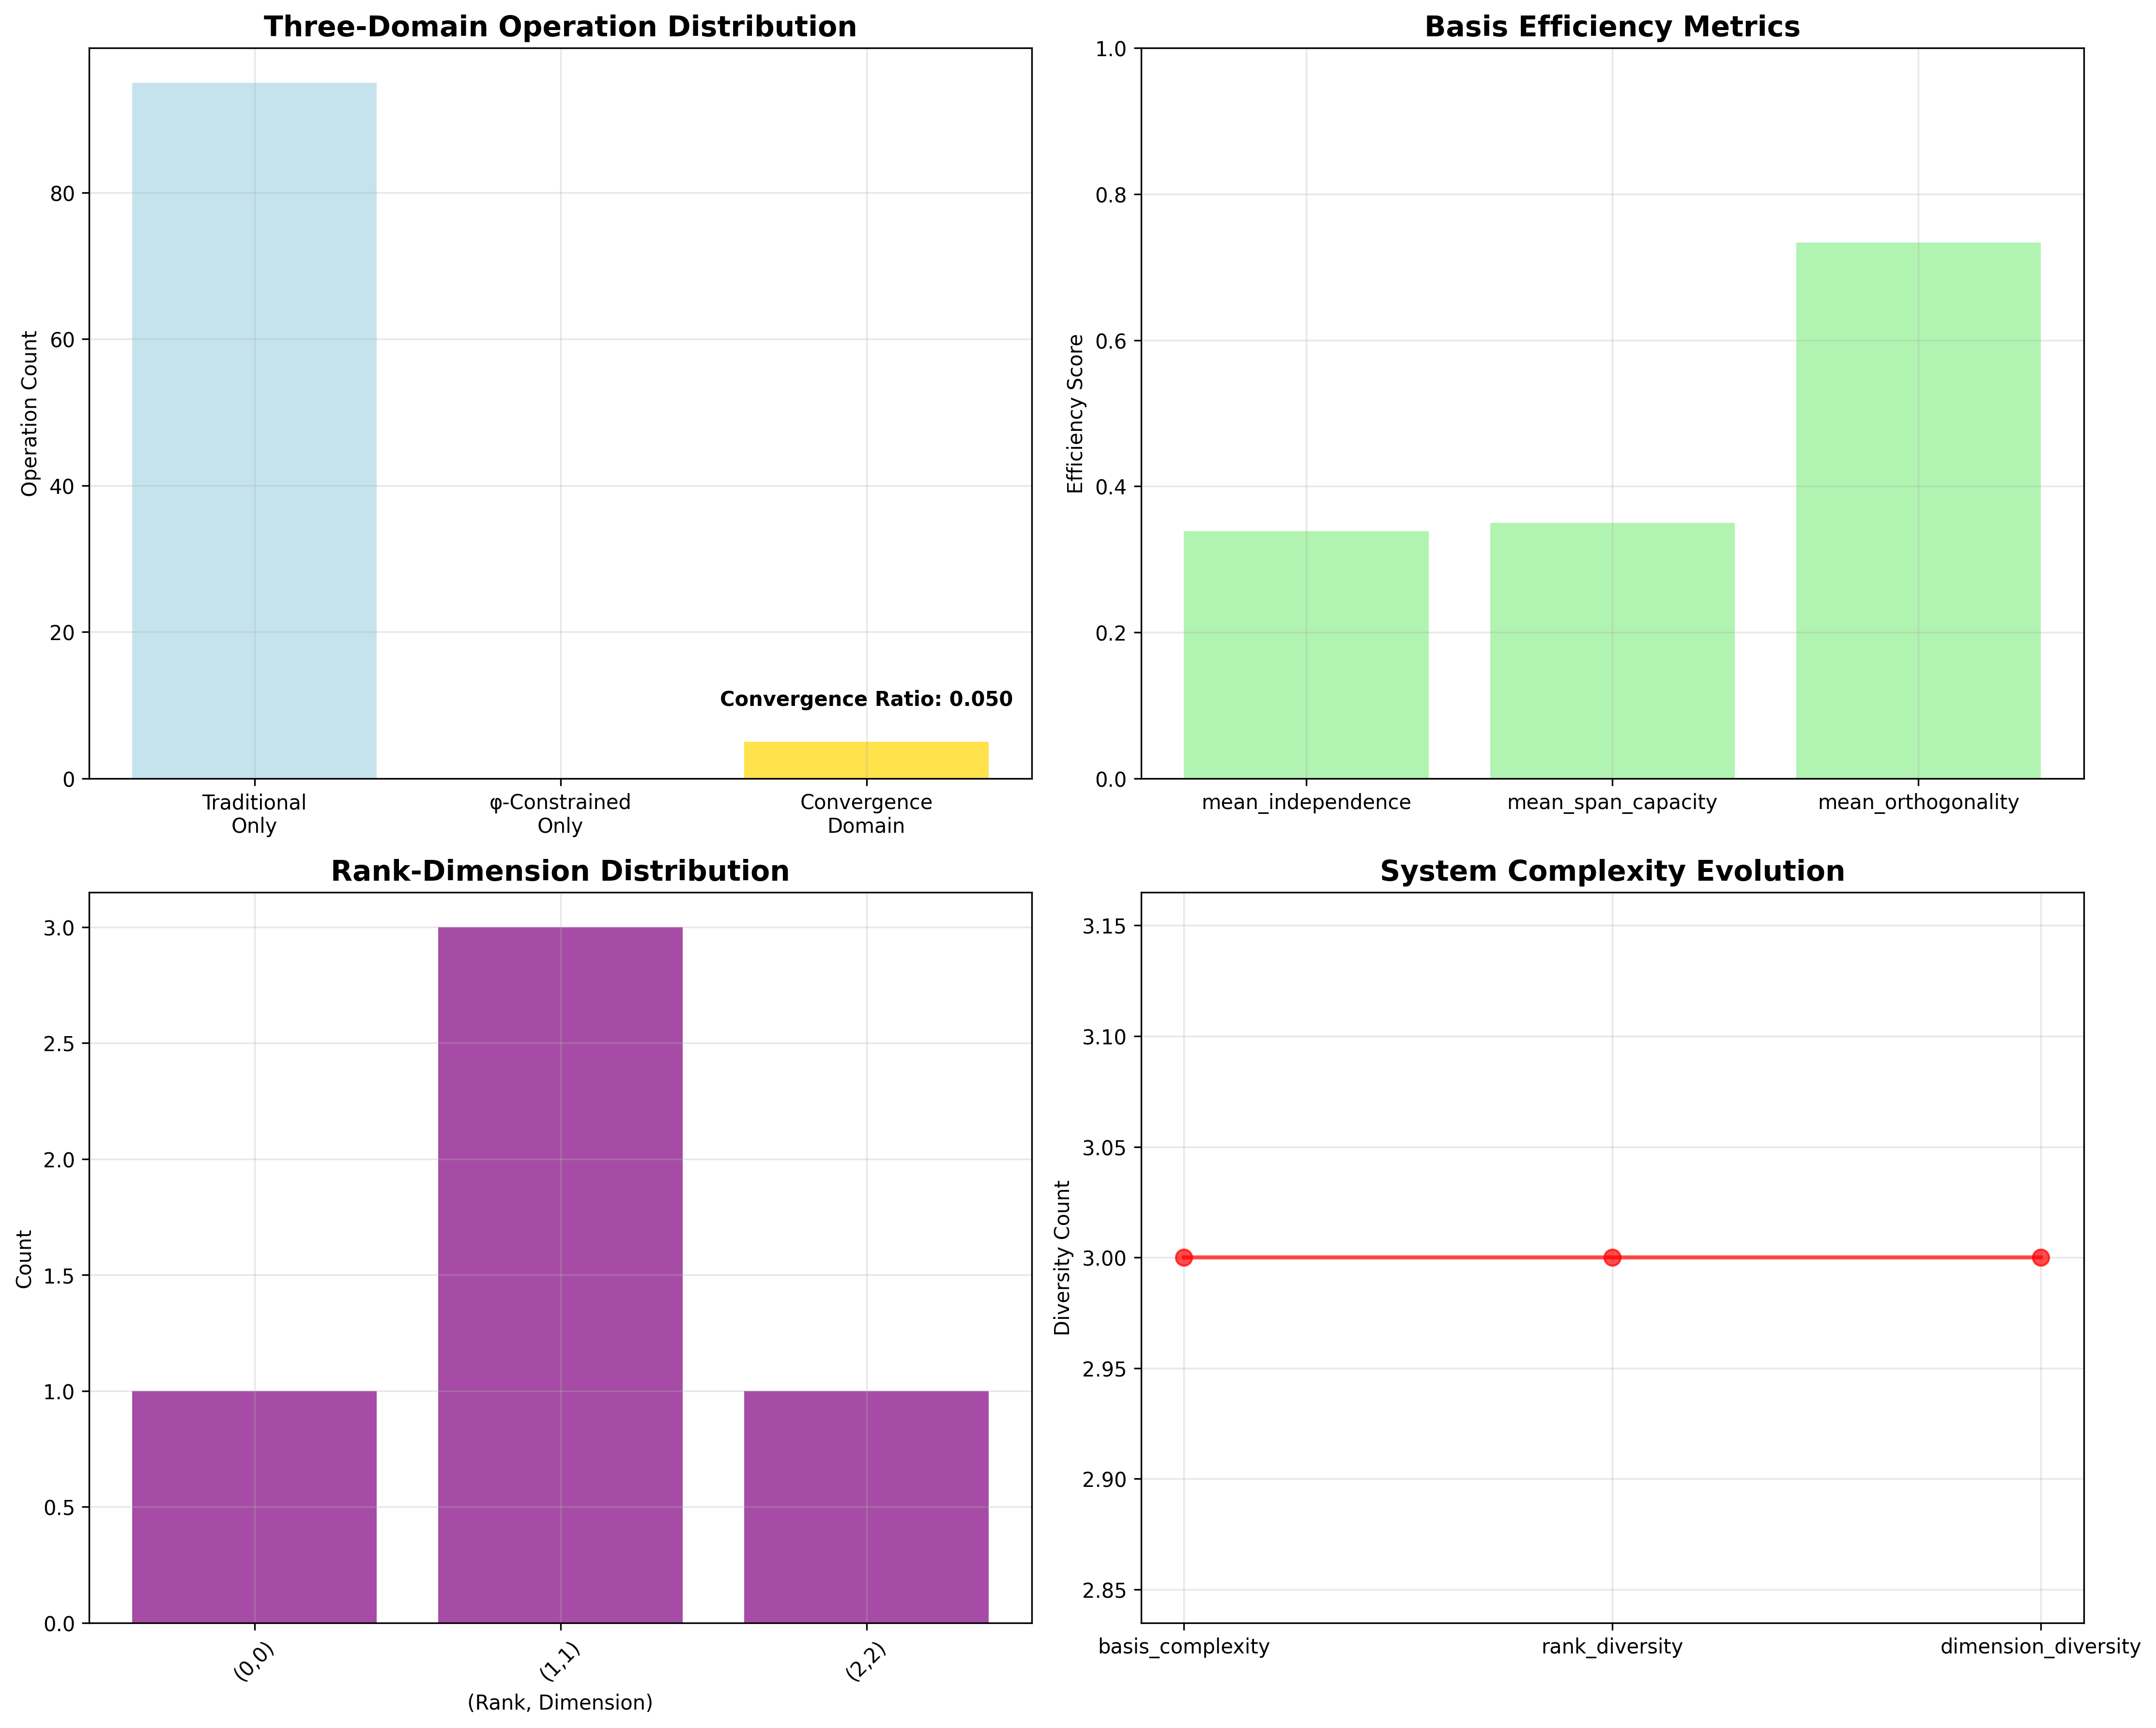 Three-Domain Operation Distribution
Operation Count
80
60
40
20
0
Convergence Ratio: 0.050
Traditional
Only
φ-Constrained
Only
Convergence
Domain
Basis Efficiency Metrics
Efficiency Score
1.0
0.8
0.6
0.4
0.2
0.0
mean_independence
mean_span_capacity
mean_orthogonality
Rank-Dimension Distribution
Count
3.0
2.5
2.0
1.5
1.0
0.5
0.0
(0,0)
(1,1)
(2,2)
(Rank, Dimension)
System Complexity Evolution
Diversity Count
3.15
3.10
3.05
3.00
2.95
2.90
2.85
basis_complexity
rank_diversity
dimension_diversity